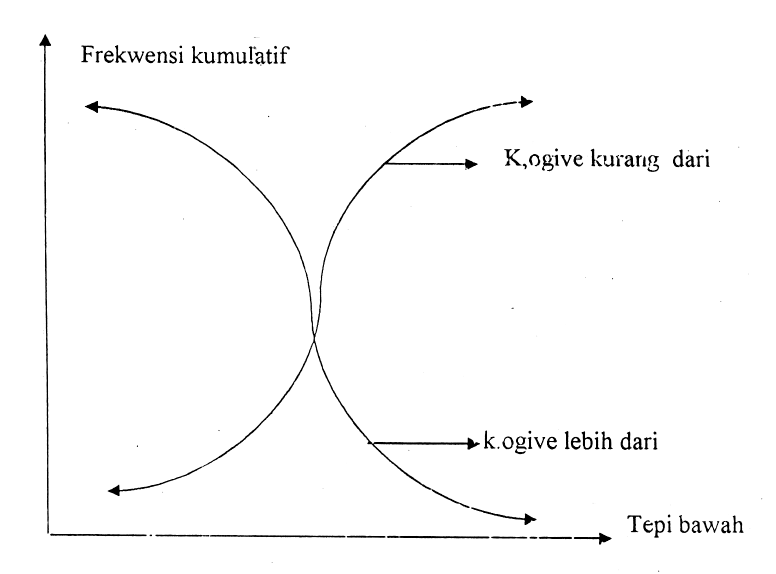 Frekwensi kumulatif
K,ogive kurang dari
k.ogive lebih dari
Tepi bawah